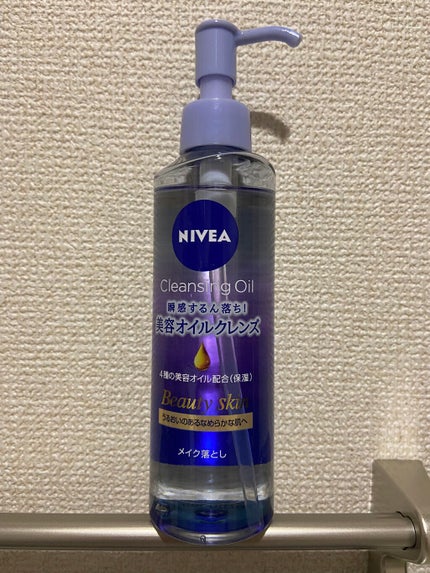 NIVEA
Cleansing Oil
瞬感するん落ち!
美容オイルクレンズ
4種の美容オイル配合(保湿)
Beauty skin
うるおいのあるなめらかな肌へ
メイク落とし